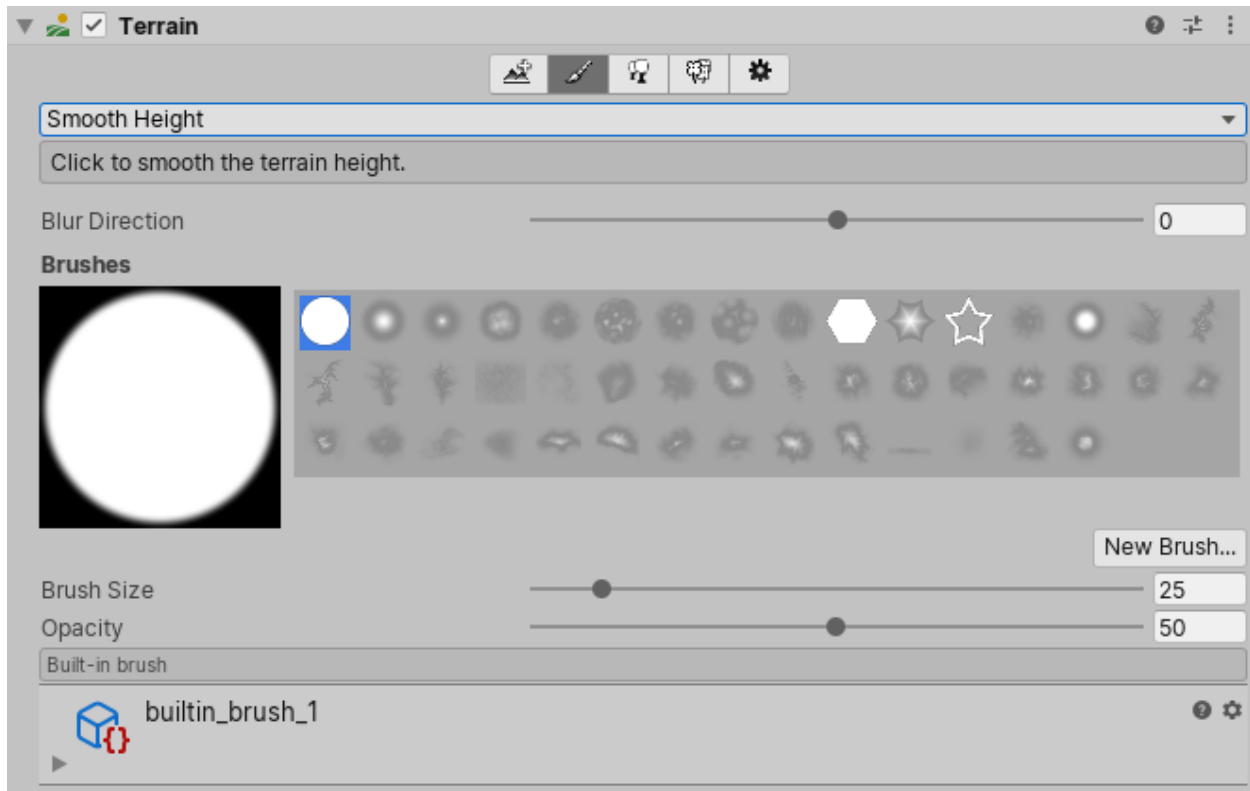 Terrain
Smooth Height
Click to smooth the terrain height.
Blur Direction 0
Brushes
New Brush...
Brush Size 25
Opacity 50
Built-in brush
builtin_brush_1